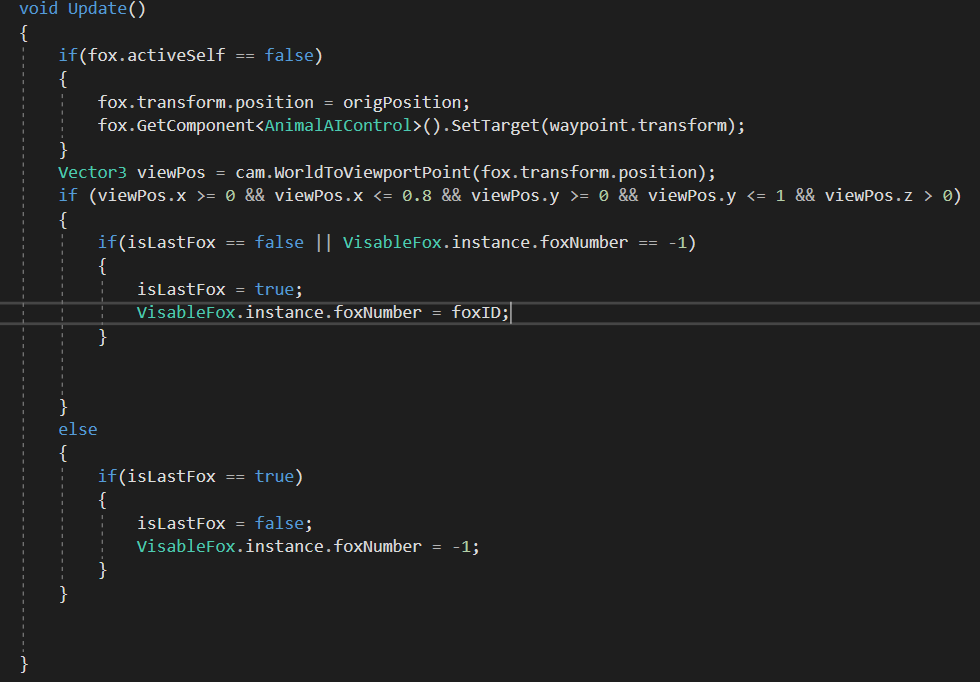 void Update()
{
if(fox.activeSelf == false)
{
fox.transform.position = origPosition;
fox.GetComponent<AnimalAIControl>().SetTarget(waypoint.transform);
}
Vector3 viewPos = cam.WorldToViewportPoint(fox.transform.position);
if (viewPos.x >= 0 && viewPos.x <= 0.8 && viewPos.y >= 0 && viewPos.y <= 1 && viewPos.z > 0)
{
if(isLastFox == false || VisableFox.instance.foxNumber == -1)
{
isLastFox = true;
VisableFox.instance.foxNumber = foxID;
}
}
else
{
if(isLastFox == true)
{
isLastFox = false;
VisableFox.instance.foxNumber = -1;
}
}
}